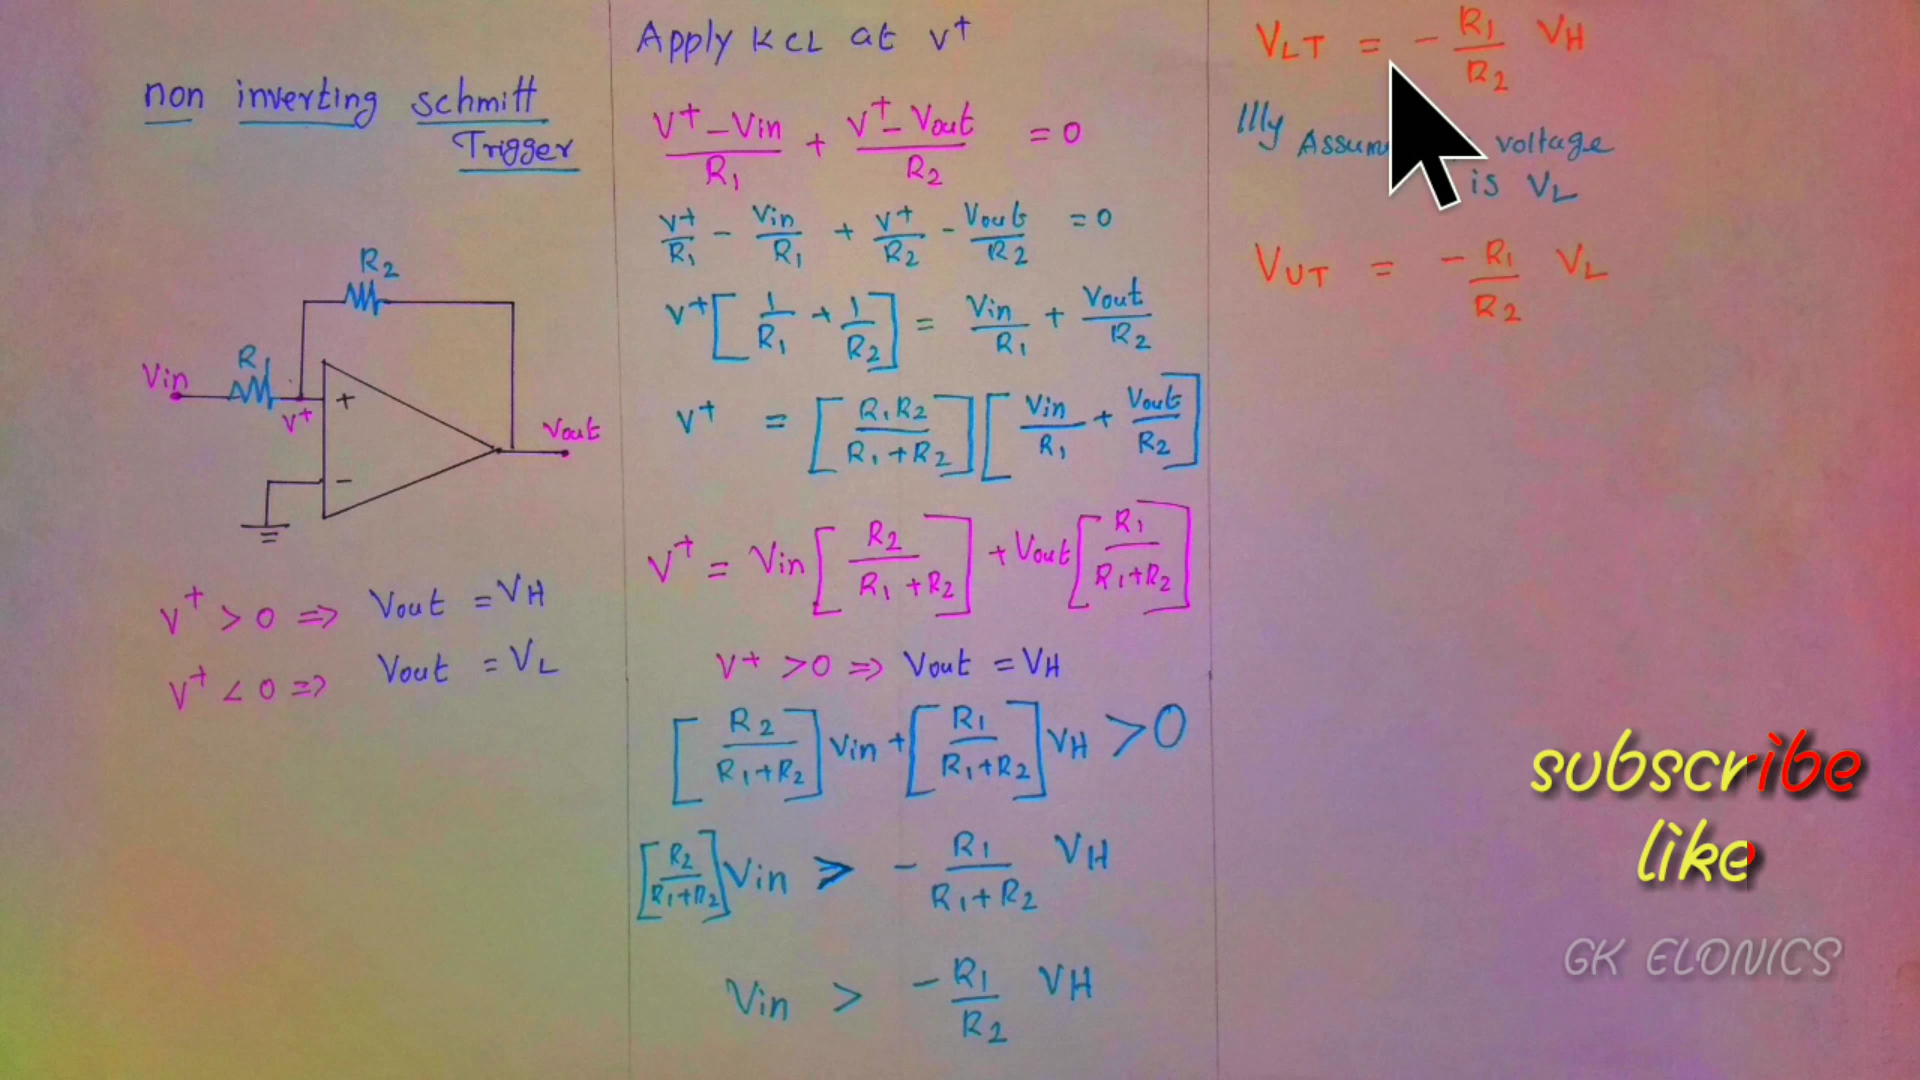 non inverting schmitt
Trigger
R2
R1
Vin
V+
+
-
Vout
V+ > 0 ⇒ Vout = VH
V+ < 0 ⇒ Vout = VL
Apply KCL at V+
V+ - Vin / R1 + V+ - Vout / R2 = 0
V+/R1 - Vin/R1 + V+/R2 - Vout/R2 = 0
V+ [1/R1 + 1/R2] = Vin/R1 + Vout/R2
V+ = [R1R2 / R1+R2] [Vin/R1 + Vout/R2]
V+ = Vin [R2 / R1+R2] + Vout [R1 / R1+R2]
V+ > 0 ⇒ Vout = VH
[R2 / R1+R2] Vin + [R1 / R1+R2] VH > 0
[R2 / R1+R2] Vin > - R1 / R1+R2 VH
Vin > - R1/R2 VH
VLT = - R1/R2 VH
Illy voltage
is VL
VUT = - R1/R2 VL
subscribe
like
GK ELONICS